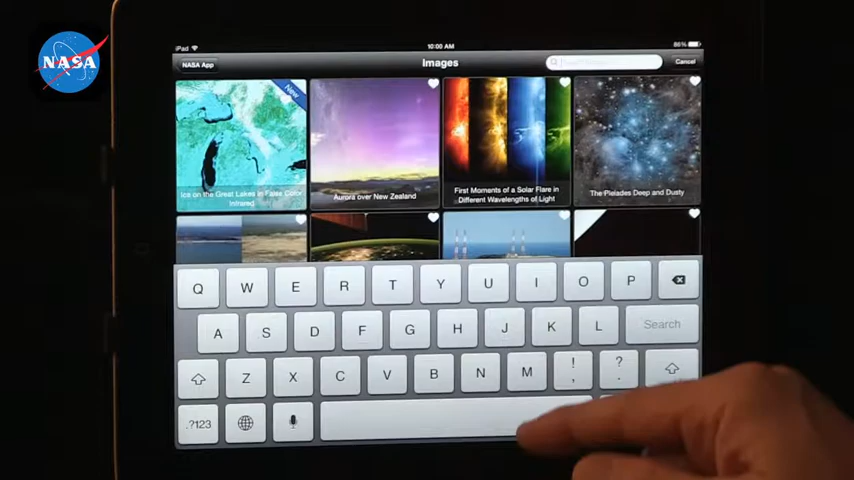 NASA
iPad
10:00 AM
86%
NASA App
Images
Cancel
New
Ice on the Great Lakes in False Color
Infrared
Aurora over New Zealand
First Moments of a Solar Flare in
Different Wavelengths of Light
The Pleiades Deep and Dusty
Q W E R T Y U I O P
A S D F G H J K L Search
Z X C V B N M ! , ? .
.?123